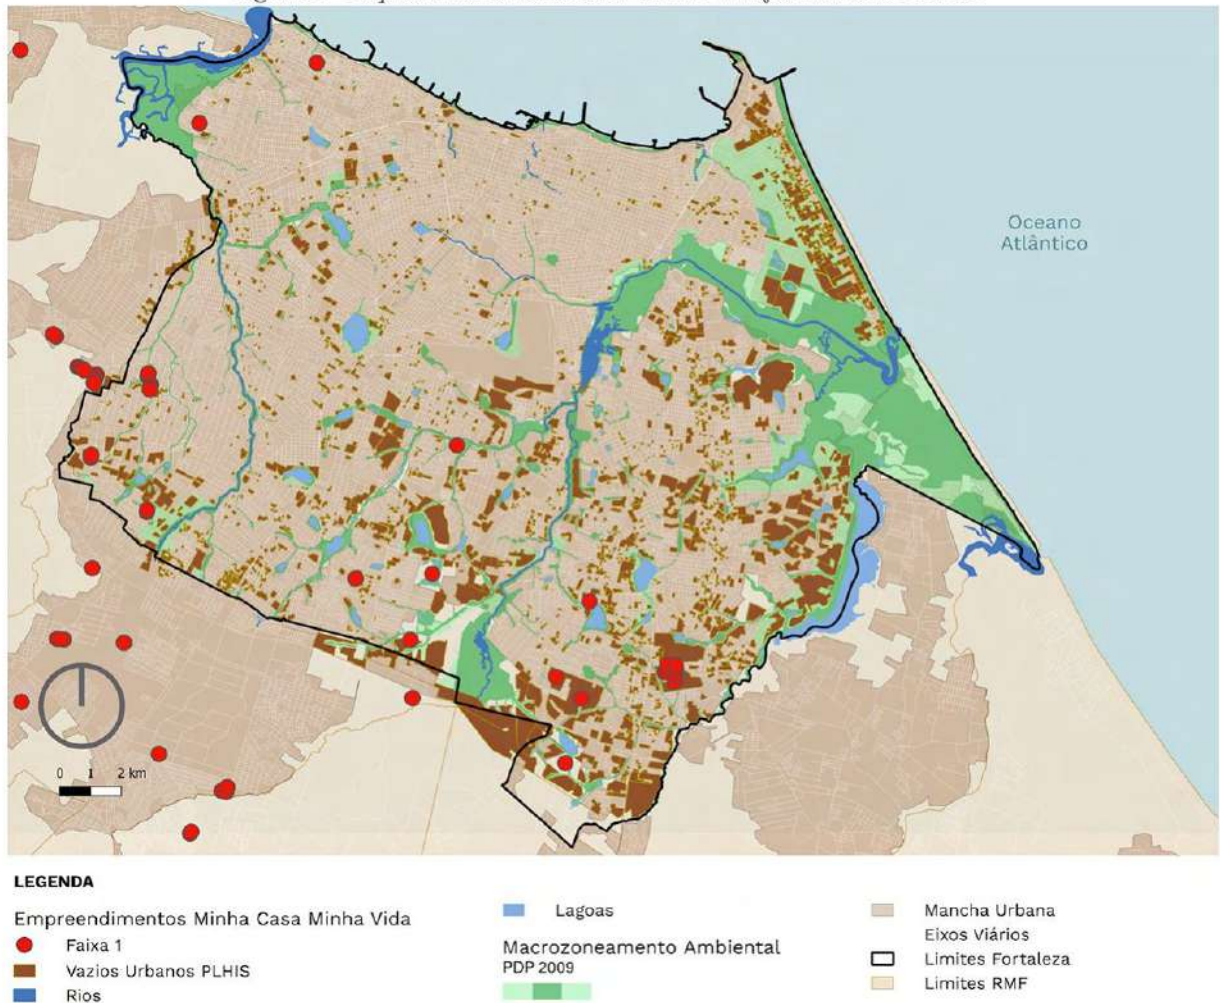 Oceano
Atlântico
0 1 2 km
LEGENDA
Empreendimentos Minha Casa Minha Vida
Faixa 1
Vazios Urbanos PLHIS
Rios
Lagoas
Macrozoneamento Ambiental
PDP 2009
Mancha Urbana
Eixos Viários
Limites Fortaleza
Limites RMF